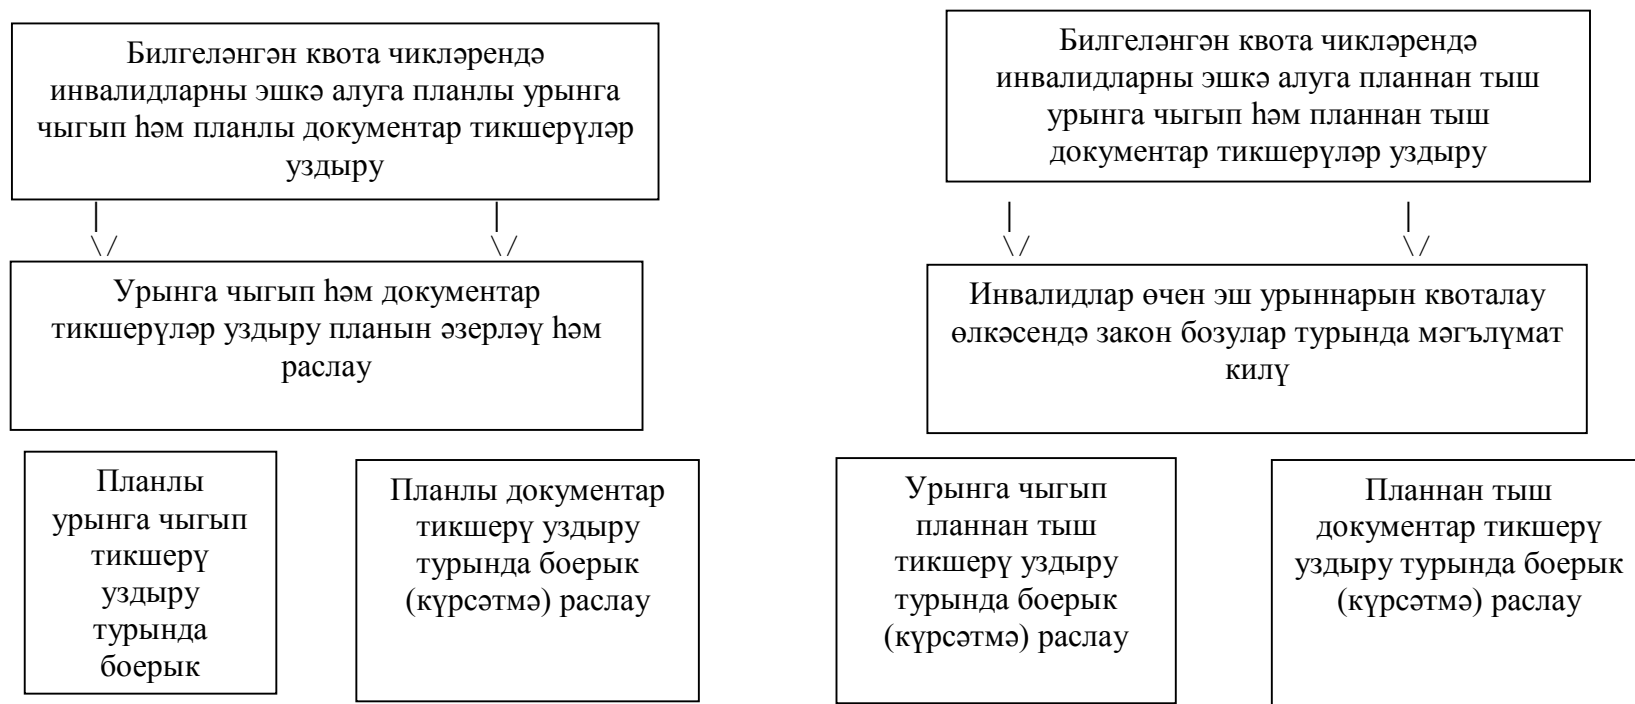 Билгеләнгән квота чикләрендә
инвалидларны эшкә алуга планлы урынга
чыгып һәм планлы документар тикшерүләр
уздыру
Билгеләнгән квота чикләрендә
инвалидларны эшкә алуга планнан тыш
урынга чыгып һәм планнан тыш
документар тикшерүләр уздыру
Урынга чыгып һәм документар
тикшерүләр уздыру планын әзерләү һәм
раслау
Инвалидлар өчен эш урыннарын квоталау
өлкәсендә закон бозулар турында мәгълүмат
килү
Планлы
урынга чыгып
тикшерү
уздыру
турында
боерык
Планлы документар
тикшерү уздыру
турында боерык
(күрсәтмә) раслау
Урынга чыгып
планнан тыш
тикшерү уздыру
турында боерык
(күрсәтмә) раслау
Планнан тыш
документар тикшерү
уздыру турында боерык
(күрсәтмә) раслау